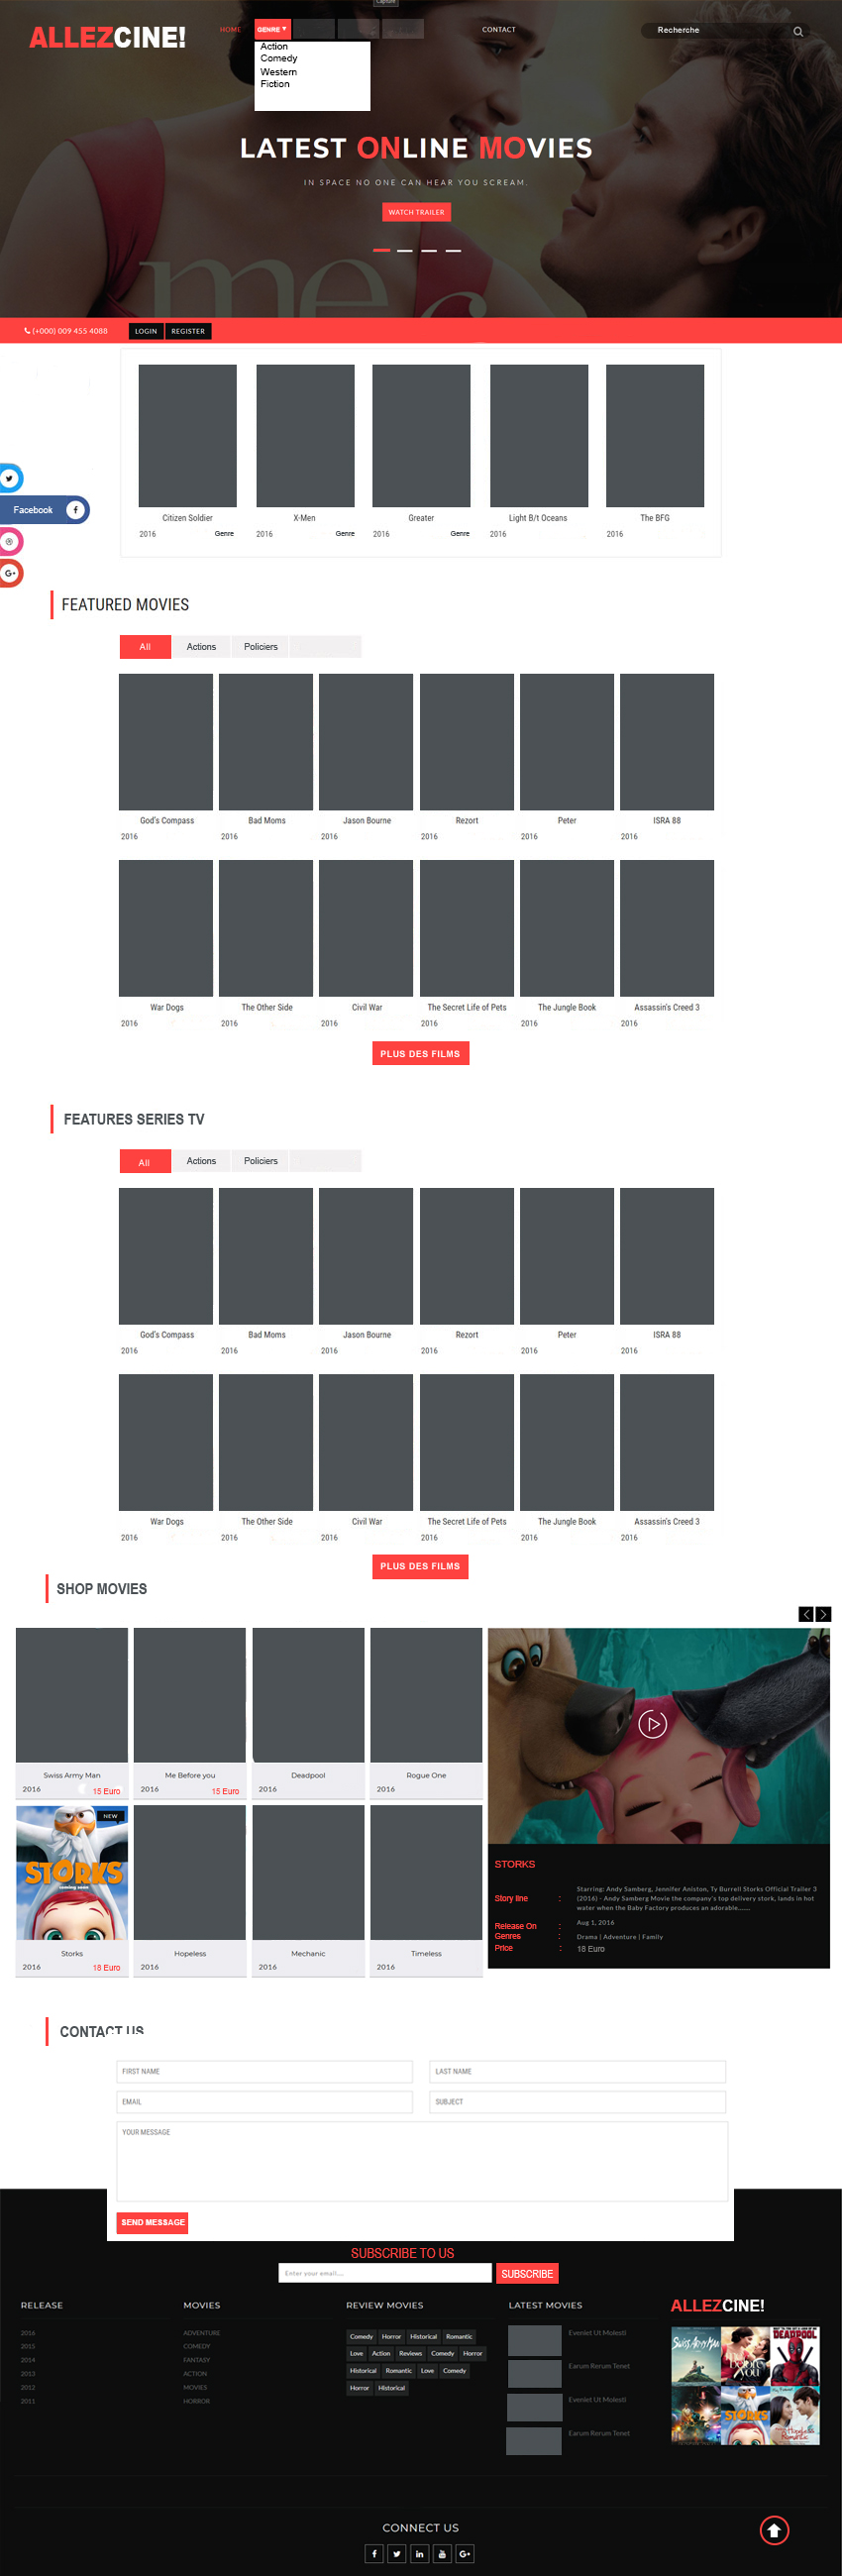 Capture
ALLEZCINE!
HOME
GENRE
CONTACT
Recherche
Action
Comedy
Western
Fiction
LATEST ONLINE MOVIES
IN SPACE NO ONE CAN HEAR YOU SCREAM.
WATCH TRAILER
me
(+000) 009 455 4088
LOGIN
REGISTER
Facebook
Citizen Soldier
X-Men
Greater
Light B/t Oceans
The BFG
2016 Genre
2016 Genre
2016 Genre
2016
2016
FEATURED MOVIES
All
Actions
Policiers
God's Compass
Bad Moms
Jason Bourne
Rezort
Peter
ISRA 88
2016
2016
2016
2016
2016
2016
War Dogs
The Other Side
Civil War
The Secret Life of Pets
The Jungle Book
Assassin's Creed 3
2016
2016
2016
2016
2016
2016
PLUS DES FILMS
FEATURES SERIES TV
All
Actions
Policiers
God's Compass
Bad Moms
Jason Bourne
Rezort
Peter
ISRA 88
2016
2016
2016
2016
2016
2016
War Dogs
The Other Side
Civil War
The Secret Life of Pets
The Jungle Book
Assassin's Creed 3
2016
2016
2016
2016
2016
2016
PLUS DES FILMS
SHOP MOVIES
Swiss Army Man
Me Before you
Deadpool
Rogue One
2016 15 Euro
2016 15 Euro
2016
2016
NEW
STORKS
coming soon
Storks
Hopeless
Mechanic
Timeless
2016 18 Euro
2016
2016
2016
STORKS
Story line :
Starring: Andy Samberg, Jennifer Aniston, Ty Burrell Storks Official Trailer 3
(2016) - Andy Samberg Movie the company's top delivery stork, lands in hot
water when the Baby Factory produces an adorable......
Release On : Aug 1, 2016
Genres : Drama | Adventure | Family
Price : 18 Euro
CONTACT US
FIRST NAME
LAST NAME
EMAIL
SUBJECT
YOUR MESSAGE
SEND MESSAGE
SUBSCRIBE TO US
Enter your email...
SUBSCRIBE
RELEASE
2016
2015
2014
2013
2012
2011
MOVIES
ADVENTURE
COMEDY
FANTASY
ACTION
MOVIES
HORROR
REVIEW MOVIES
Comedy Horror Historical Romantic
Love Action Reviews Comedy Horror
Historical Romantic Love Comedy
Horror Historical
LATEST MOVIES
Eveniet Ut Molesti
Earum Rerum Tenet
Eveniet Ut Molesti
Earum Rerum Tenet
ALLEZCINE!
SWISS ARMY MAN
DEADPOOL
STORKS
CONNECT US